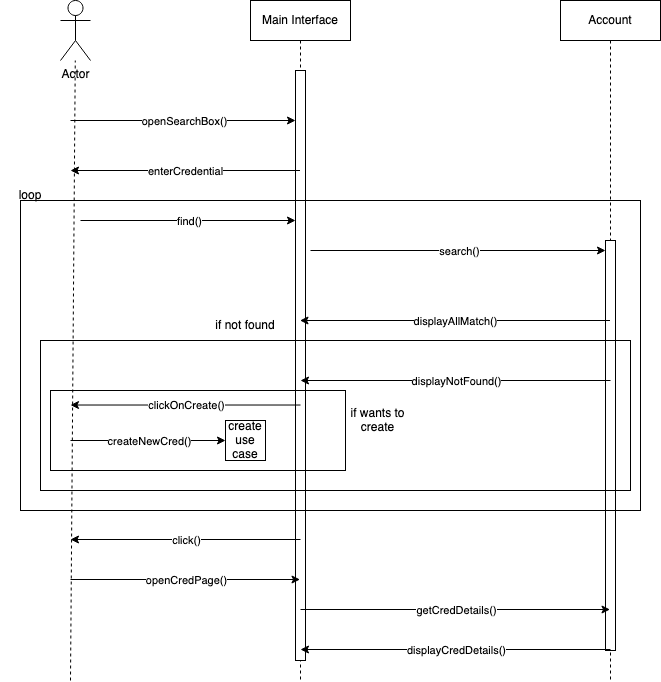 Main Interface
Account
Actor
openSearchBox()
enterCredential
loop
find()
search()
displayAllMatch()
if not found
displayNotFound()
clickOnCreate()
if wants to
create
createNewCred()
create
use
case
click()
openCredPage()
getCredDetails()
displayCredDetails()